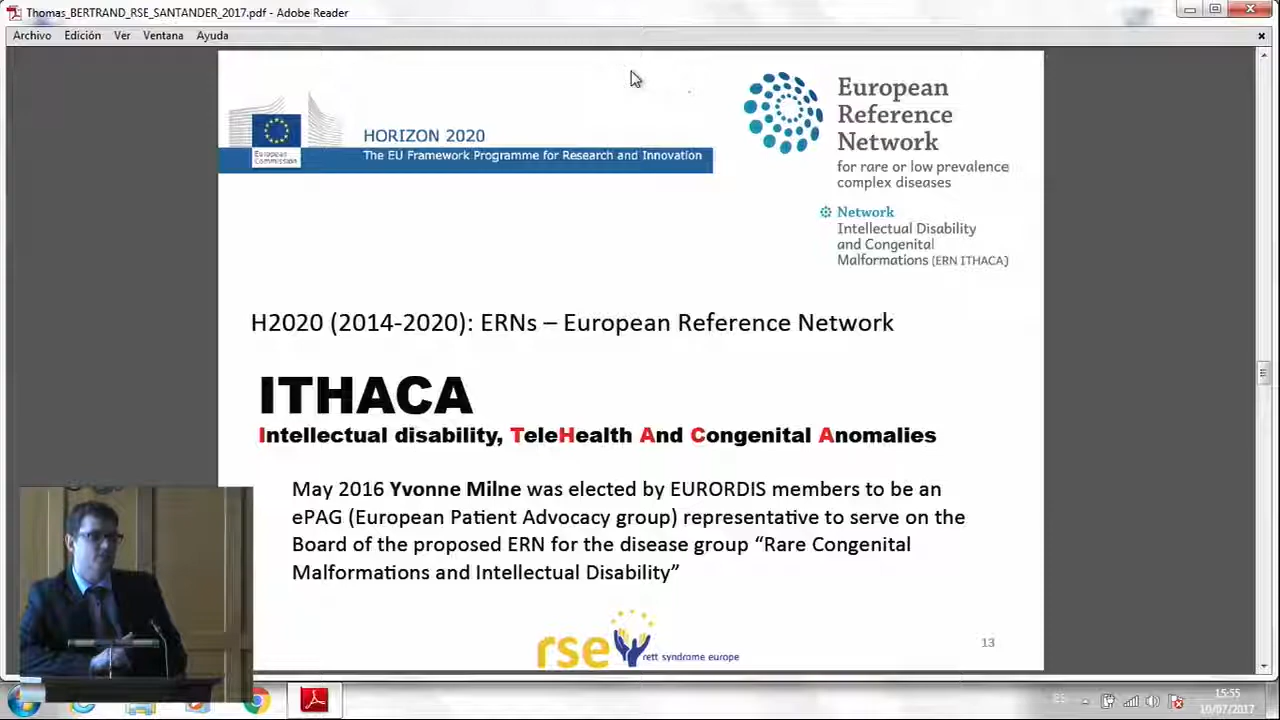 Thomas_BERTRAND_RSE_SANTANDER_2017.pdf - Adobe Reader
Archivo Edición Ver Ventana Ayuda
European
Commission
HORIZON 2020
The EU Framework Programme for Research and Innovation
European
Reference
Network
for rare or low prevalence
complex diseases
Network
Intellectual Disability
and Congenital
Malformations (ERN ITHACA)
H2020 (2014-2020): ERNs – European Reference Network
ITHACA
Intellectual disability, TeleHealth And Congenital Anomalies
May 2016 Yvonne Milne was elected by EURORDIS members to be an
ePAG (European Patient Advocacy group) representative to serve on the
Board of the proposed ERN for the disease group “Rare Congenital
Malformations and Intellectual Disability”
rse rett syndrome europe
13
ES
15:55
10/07/2017